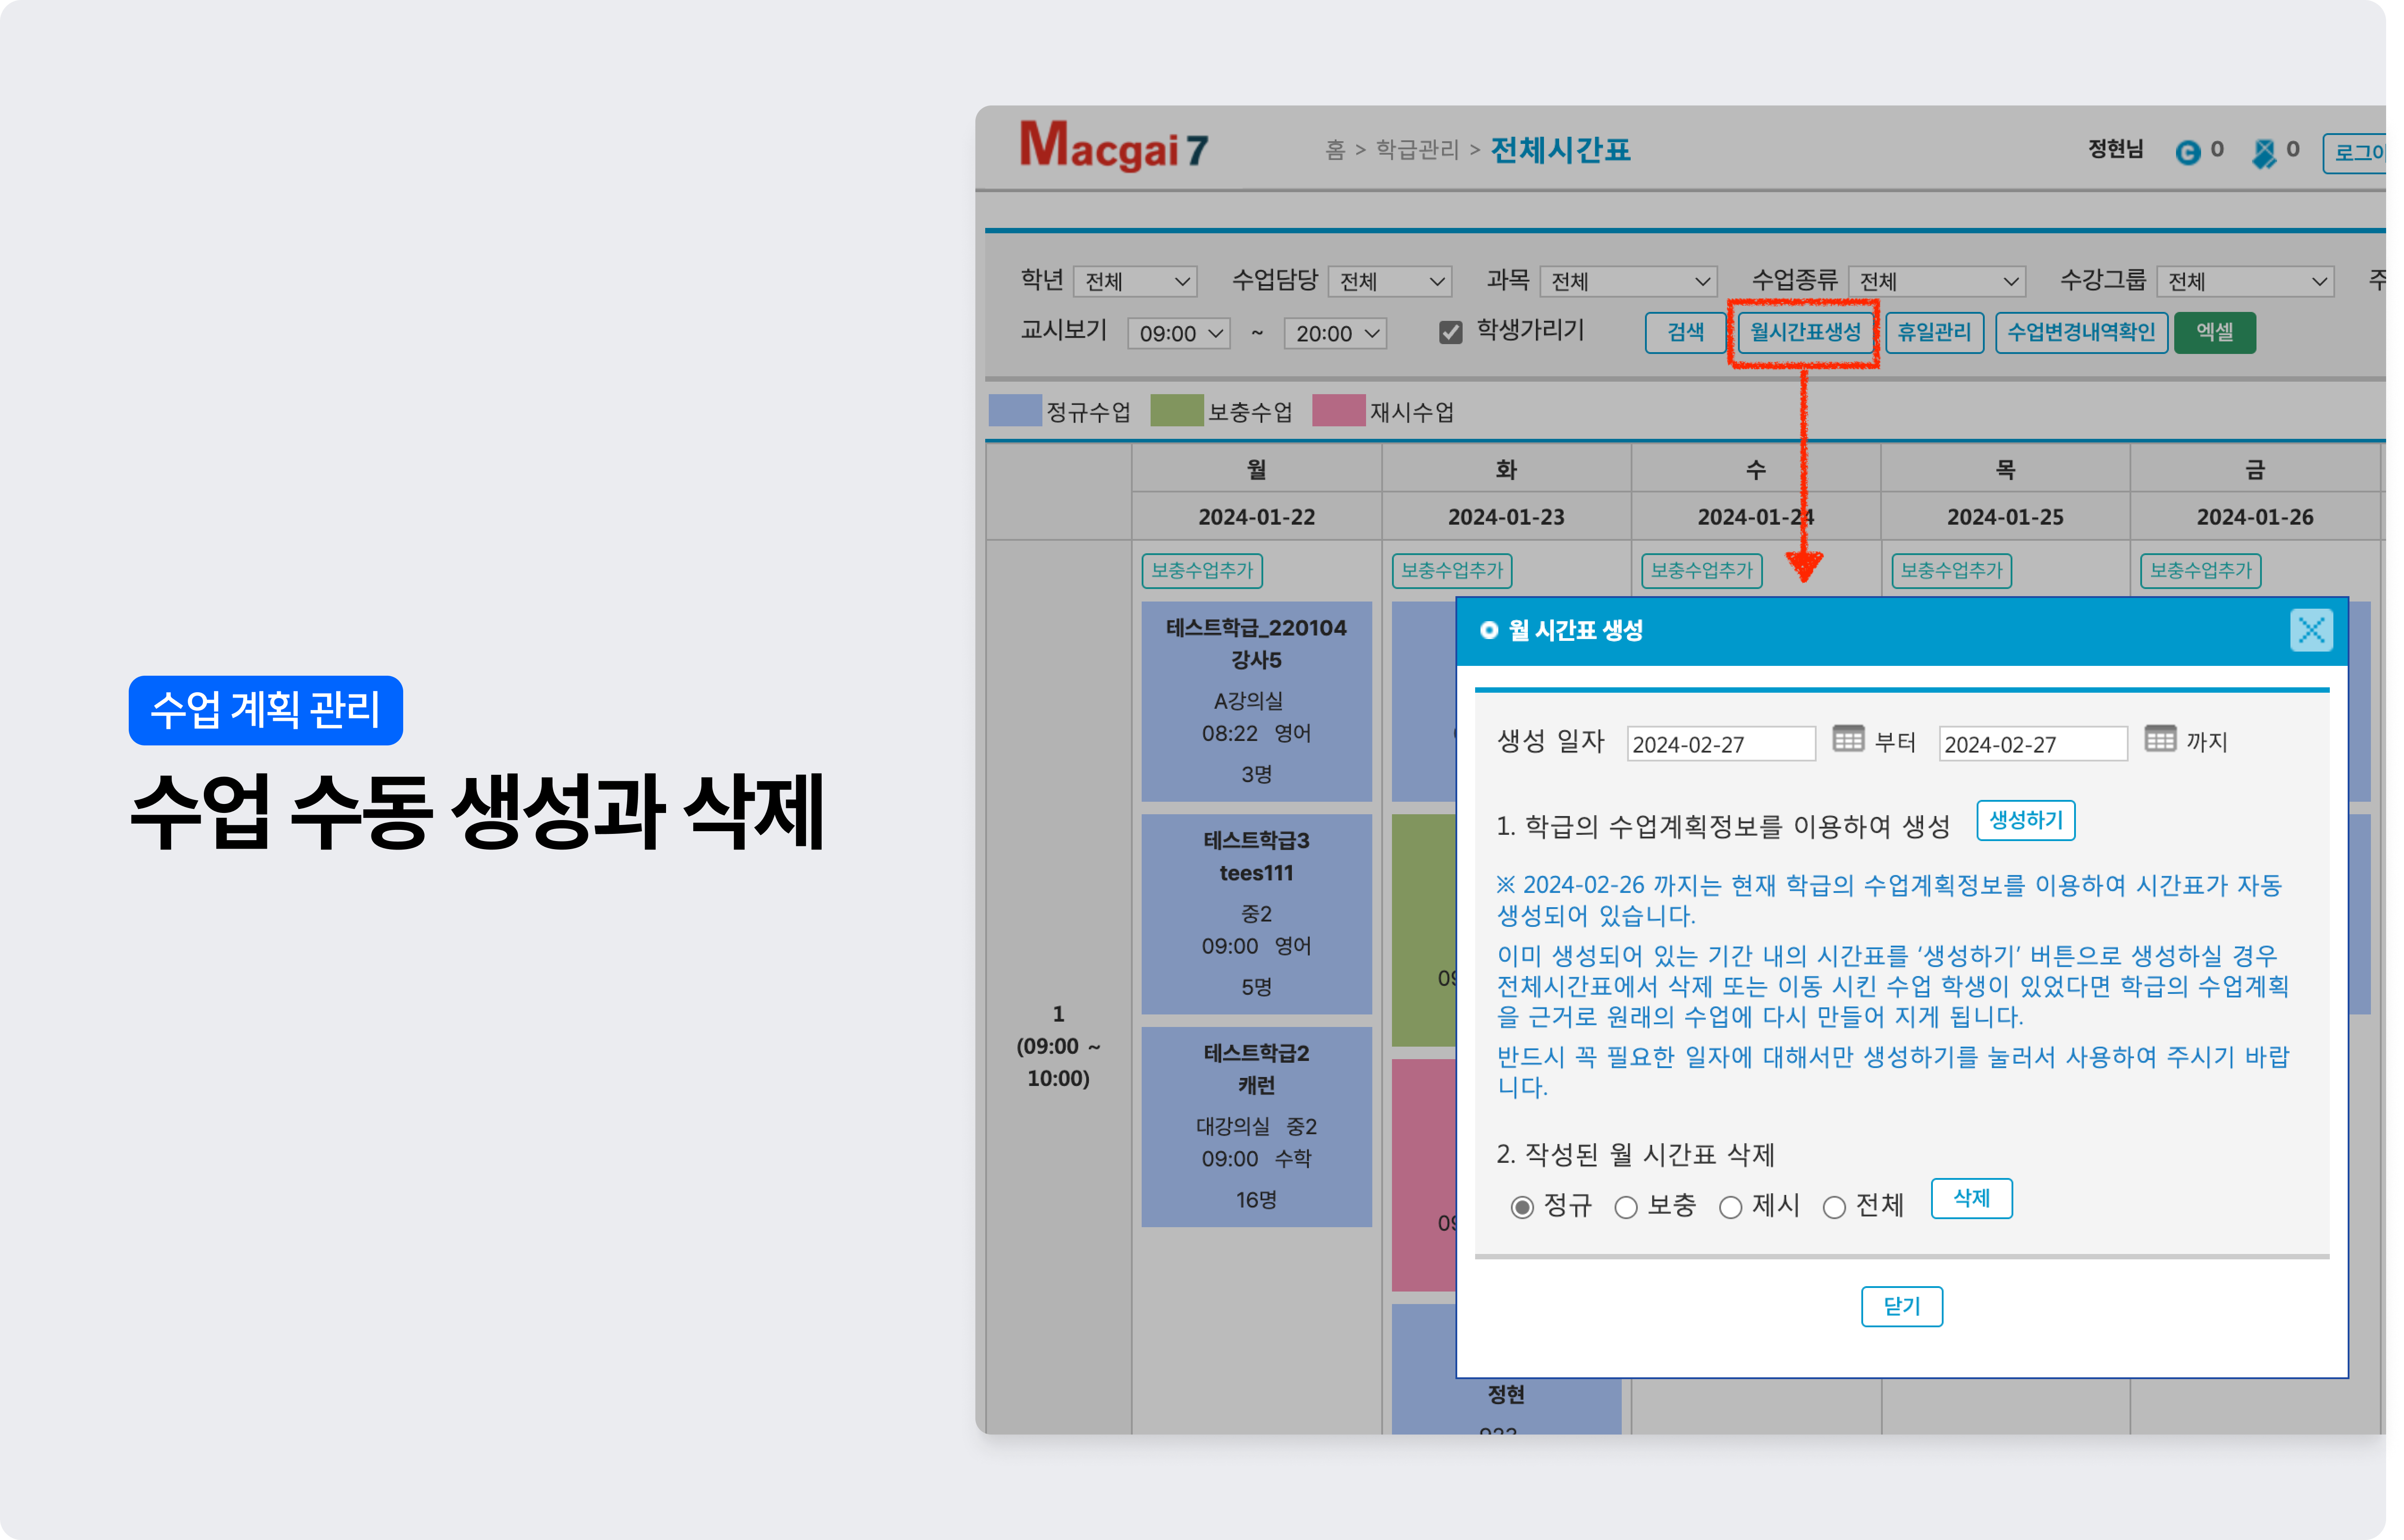 수업 계획 관리
수업 수동 생성과 삭제
Macgai 7
홈 > 학급관리 > 전체시간표
정현님 0 0
학년 전체 수업담당 전체 과목 전체 수업종류 전체 수강그룹 전체
교시보기 09:00 ~ 20:00 학생가리기 검색 월시간표생성 휴일관리 수업변경내역확인 엑셀
정규수업 보충수업 재시수업
월 화 수 목 금
2024-01-22 2024-01-23 2024-01-24 2024-01-25 2024-01-26
보충수업추가 보충수업추가 보충수업추가 보충수업추가 보충수업추가
1
(09:00 ~
10:00)
테스트학급_220104
강사5
A강의실
08:22 영어
3명
테스트학급3
tees111
중2
09:00 영어
5명
테스트학급2
캐런
대강의실 중2
09:00 수학
16명
정현
월 시간표 생성
생성 일자 2024-02-27 부터 2024-02-27 까지
1. 학급의 수업계획정보를 이용하여 생성 생성하기
※ 2024-02-26 까지는 현재 학급의 수업계획정보를 이용하여 시간표가 자동
생성되어 있습니다.
이미 생성되어 있는 기간 내의 시간표를 ‘생성하기’ 버튼으로 생성하실 경우
전체시간표에서 삭제 또는 이동 시킨 수업 학생이 있었다면 학급의 수업계획
을 근거로 원래의 수업에 다시 만들어 지게 됩니다.
반드시 꼭 필요한 일자에 대해서만 생성하기를 눌러서 사용하여 주시기 바랍
니다.
2. 작성된 월 시간표 삭제
정규 보충 제시 전체 삭제
닫기